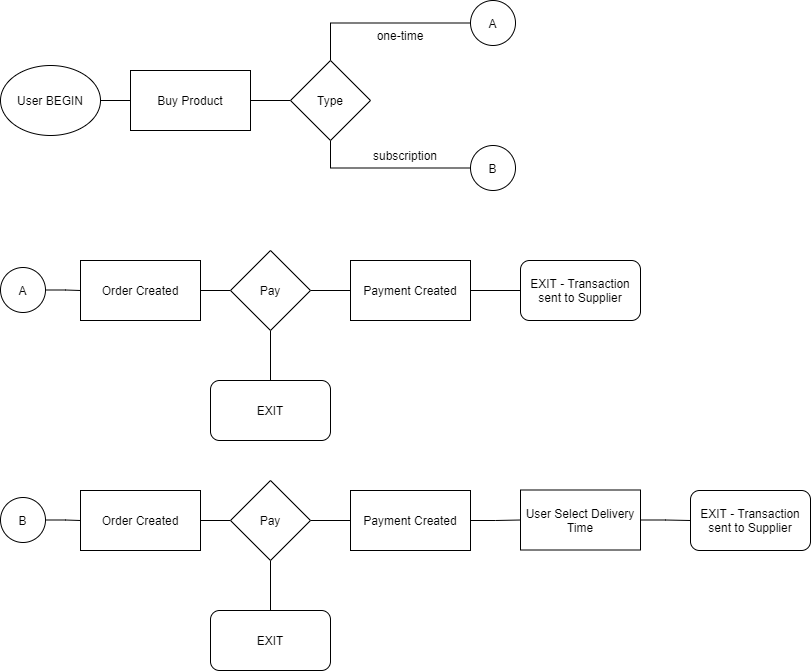 A
one-time
User BEGIN
Buy Product
Type
subscription
B
A
Order Created
Pay
Payment Created
EXIT - Transaction
sent to Supplier
EXIT
B
Order Created
Pay
Payment Created
User Select Delivery
Time
EXIT - Transaction
sent to Supplier
EXIT